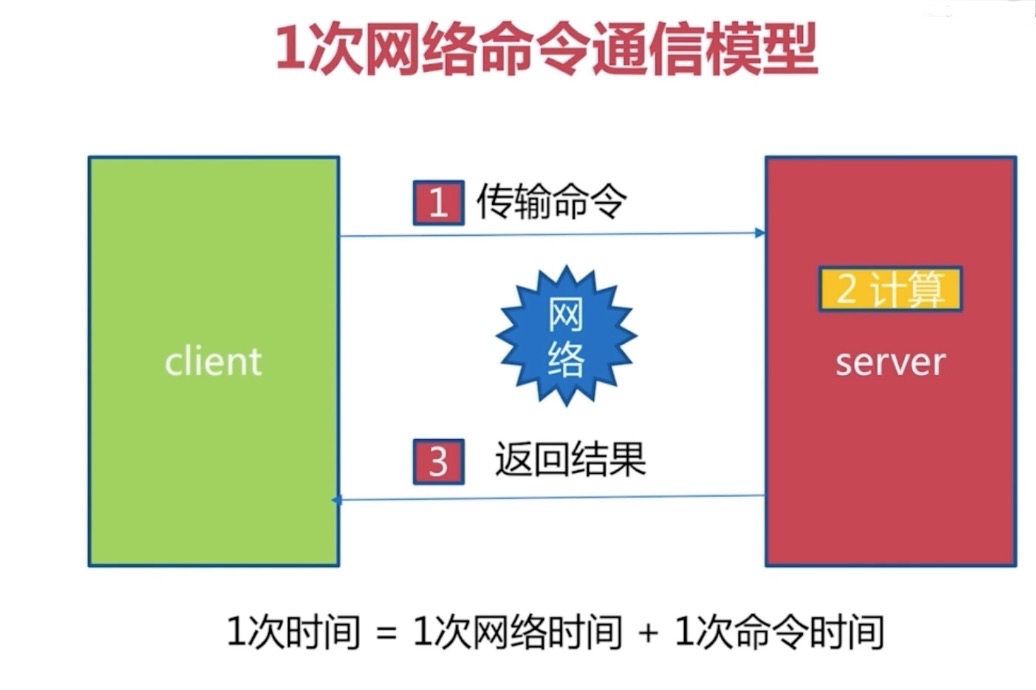 1次网络命令通信模型
1 传输命令
2 计算
网
络
client
server
3 返回结果
1次时间 = 1次网络时间 + 1次命令时间